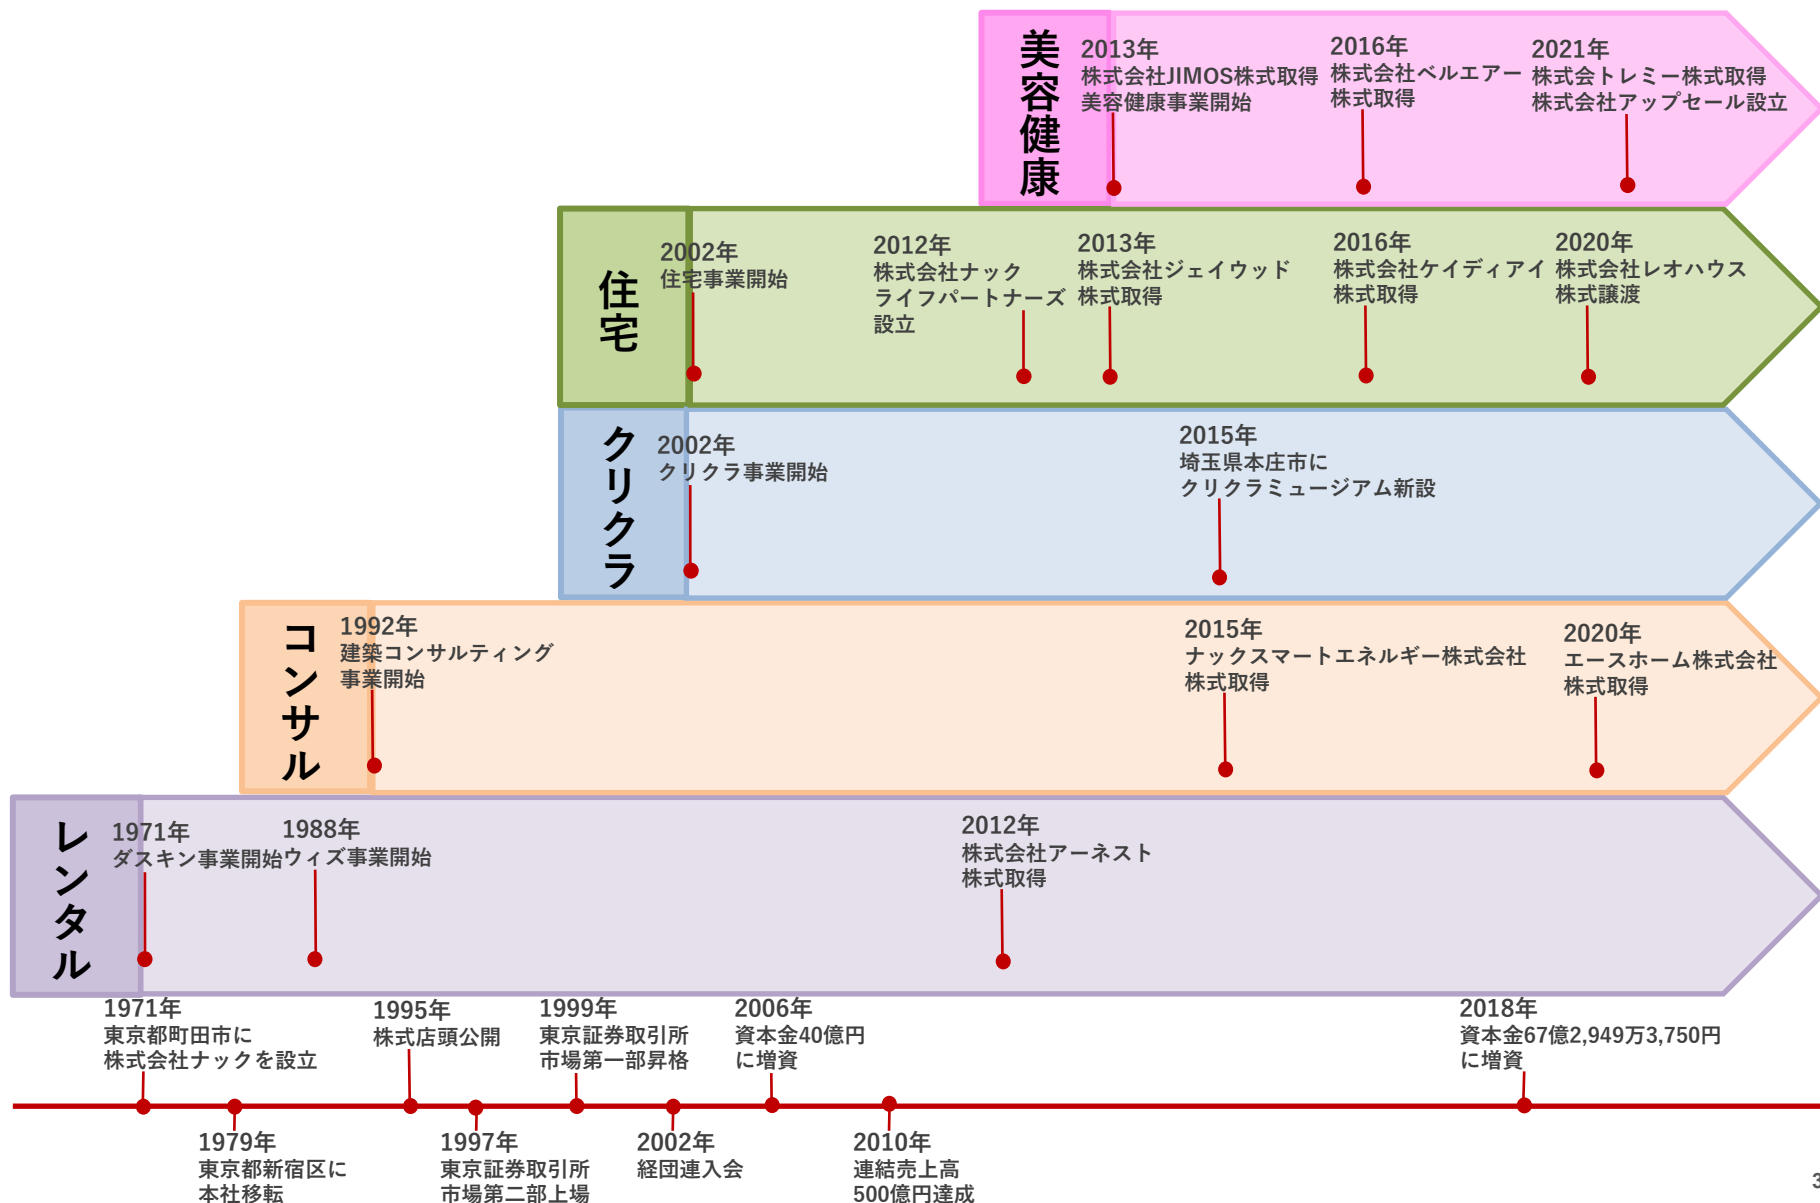 美容健康
2013年
株式会社JIMOS株式取得
美容健康事業開始
2016年
株式会社ベルエアー
株式取得
2021年
株式会トレミー株式取得
株式会社アップセール設立
住宅
2002年
住宅事業開始
2012年
株式会社ナック
ライフパートナーズ
設立
2013年
株式会社ジェイウッド
株式取得
2016年
株式会社ケイディアイ
株式取得
2020年
株式会社レオハウス
株式譲渡
クリクラ
2002年
クリクラ事業開始
2015年
埼玉県本庄市に
クリクラミュージアム新設
コンサル
1992年
建築コンサルティング
事業開始
2015年
ナックスマートエネルギー株式会社
株式取得
2020年
エースホーム株式会社
株式取得
レンタル
1971年
ダスキン事業開始
1988年
ウィズ事業開始
2012年
株式会社アーネスト
株式取得
1971年
東京都町田市に
株式会社ナックを設立
1995年
株式店頭公開
1999年
東京証券取引所
市場第一部昇格
2006年
資本金40億円
に増資
2018年
資本金67億2,949万3,750円
に増資
1979年
東京都新宿区に
本社移転
1997年
東京証券取引所
市場第二部上場
2002年
経団連入会
2010年
連結売上高
500億円達成
3